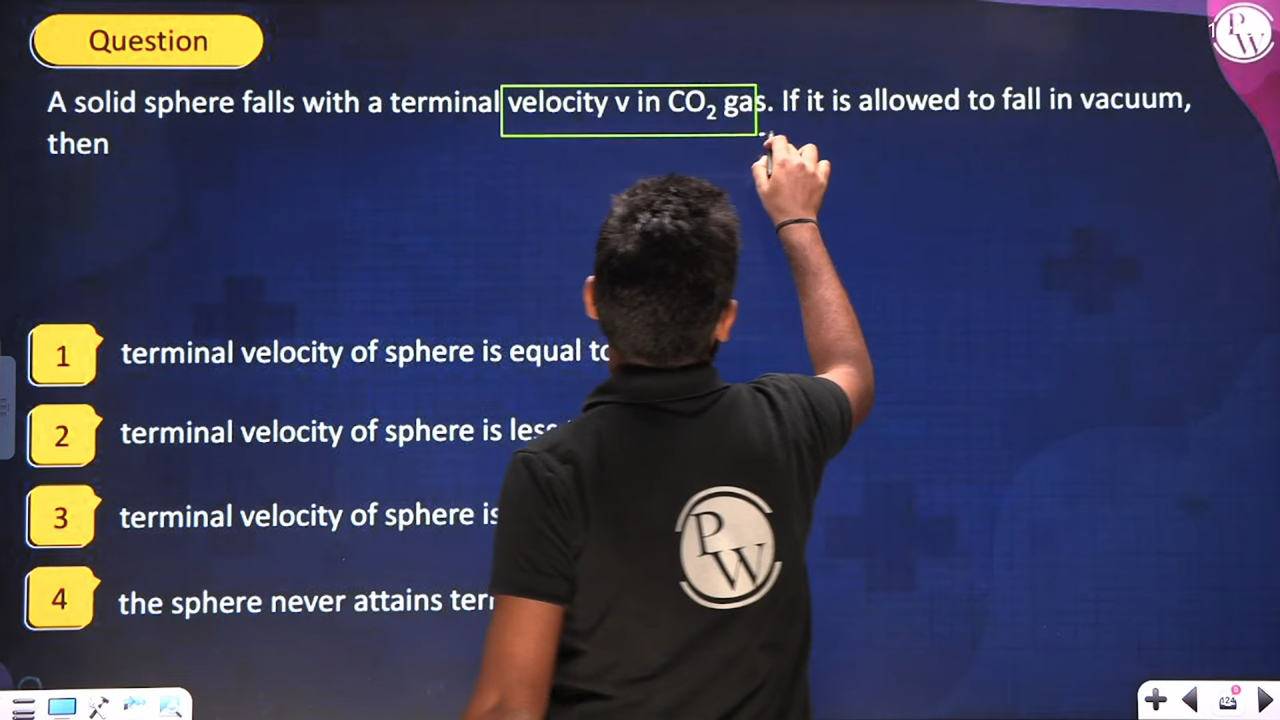 Question
A solid sphere falls with a terminal velocity v in CO₂ gas. If it is allowed to fall in vacuum,
then
1 terminal velocity of sphere is equal to
2 terminal velocity of sphere is less
3 terminal velocity of sphere is
4 the sphere never attains
PW
PW